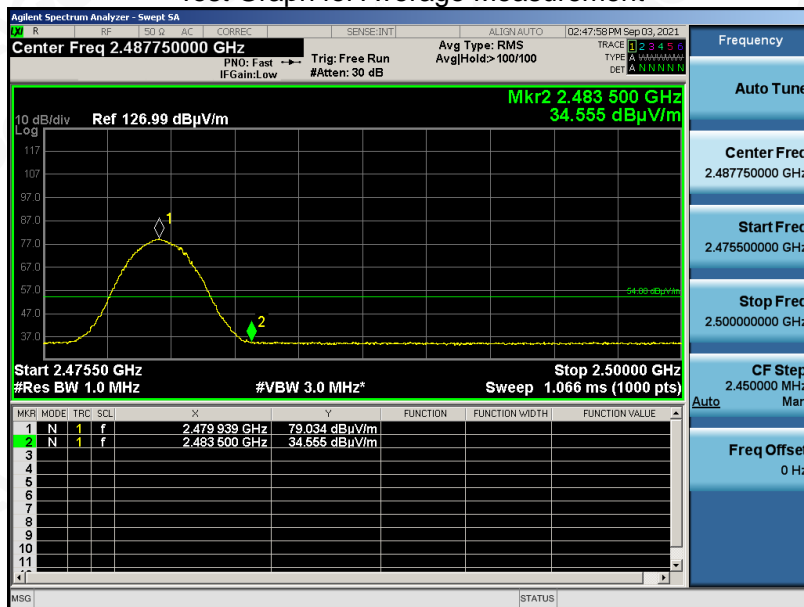 Test Graph for Average Measurement
Agilent Spectrum Analyzer - Swept SA
LXI R RF 50 Ω AC CORREC SENSE:INT ALIGN AUTO 02:47:58 PM Sep 03, 2021
Center Freq 2.487750000 GHz
PNO: Fast
IFGain:Low
Trig: Free Run
#Atten: 30 dB
Avg Type: RMS
Avg|Hold:>100/100
TRACE 1 2 3 4 5 6
TYPE A WWWWW
DET A N N N N N
Mkr2 2.483 500 GHz
34.555 dBµV/m
10 dB/div Ref 126.99 dBµV/m
Log
117
107
97.0
87.0
77.0
67.0
57.0
47.0
37.0
1
2
54.00 dBµV/m
Start 2.47550 GHz Stop 2.50000 GHz
#Res BW 1.0 MHz #VBW 3.0 MHz* Sweep 1.066 ms (1000 pts)
MKR MODE TRC SCL X Y FUNCTION FUNCTION WIDTH FUNCTION VALUE
1 N 1 f 2.479 939 GHz 79.034 dBµV/m
2 N 1 f 2.483 500 GHz 34.555 dBµV/m
3
4
5
6
7
8
9
10
11
MSG STATUS
Frequency
Auto Tune
Center Freq
2.487750000 GHz
Start Freq
2.475500000 GHz
Stop Freq
2.500000000 GHz
CF Step
2.450000 MHz
Auto Man
Freq Offset
0 Hz